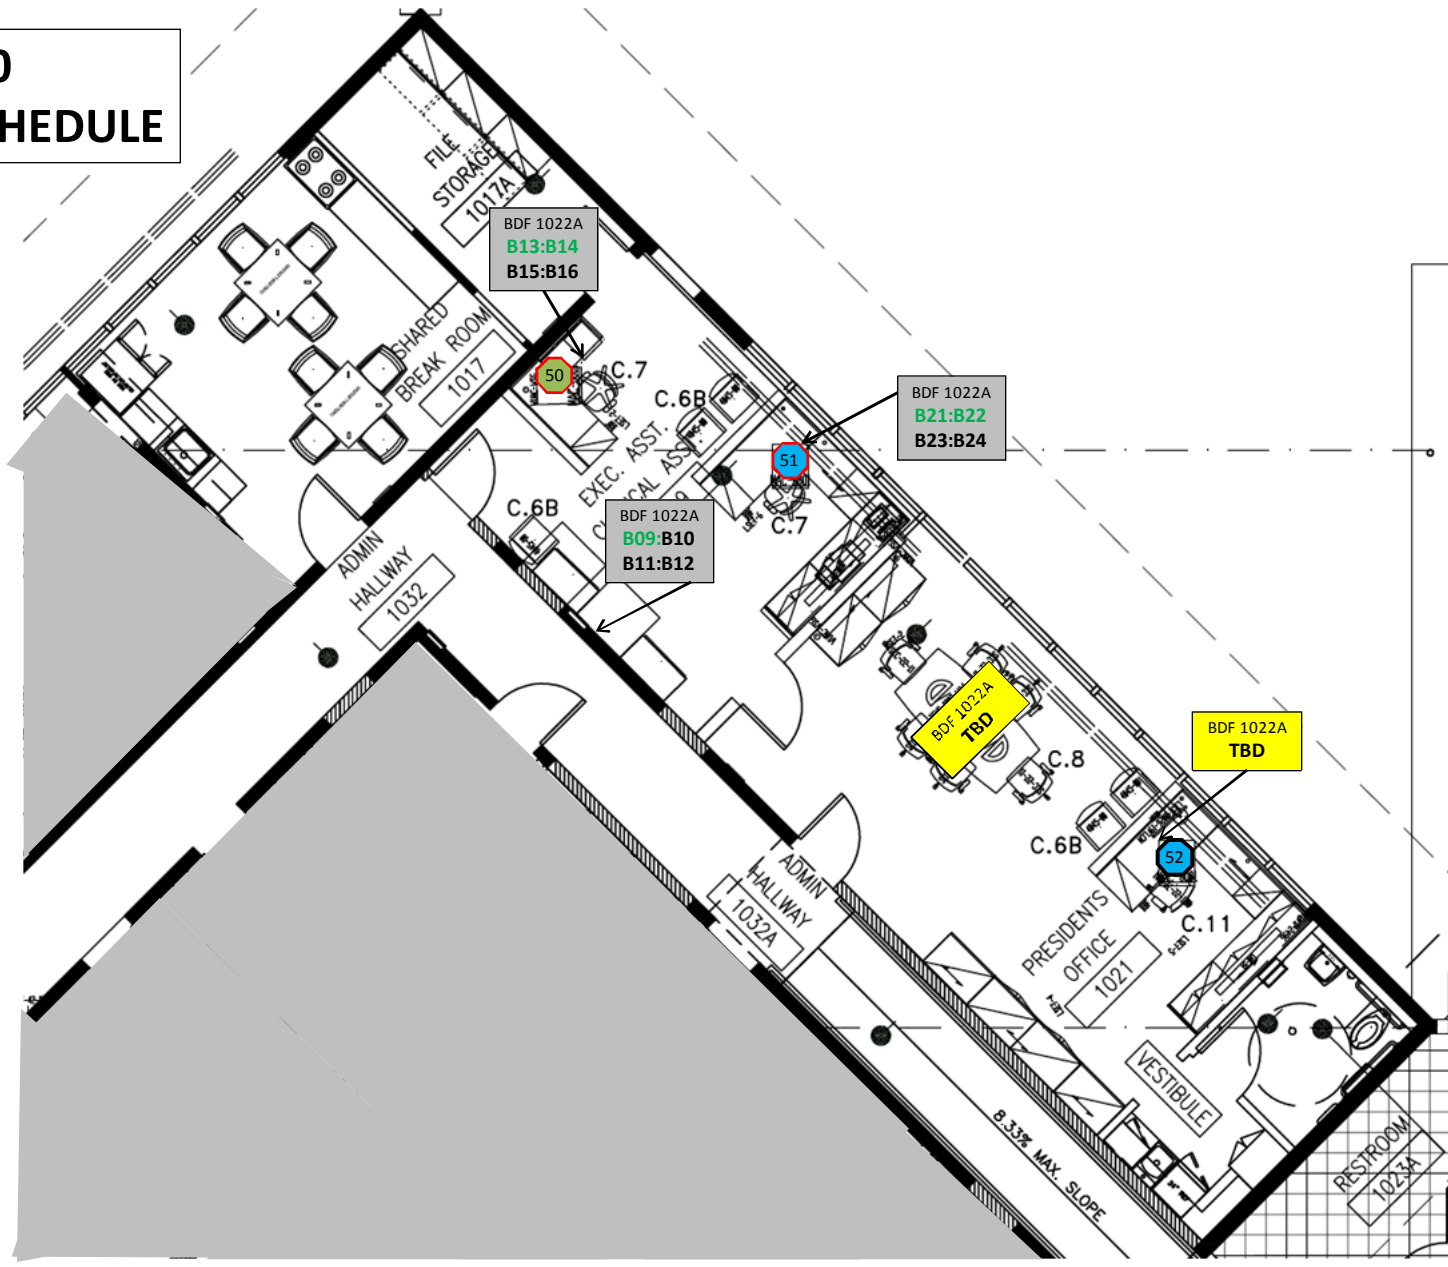 0
HEDULE
FILE
STORAGE
1017A
BDF 1022A
B13:B14
B15:B16
SHARED
BREAK ROOM
1017
50
C.7
C.6B
BDF 1022A
B21:B22
B23:B24
51
C.7
EXEC. ASST.
C.6B
BDF 1022A
B09:B10
B11:B12
ADMIN
HALLWAY
1032
BDF 1022A
TBD
C.8
BDF 1022A
TBD
C.6B
52
C.11
ADMIN
HALLWAY
1032A
PRESIDENTS
OFFICE
1021
VESTIBULE
8.33% MAX. SLOPE
RESTROOM
1023A